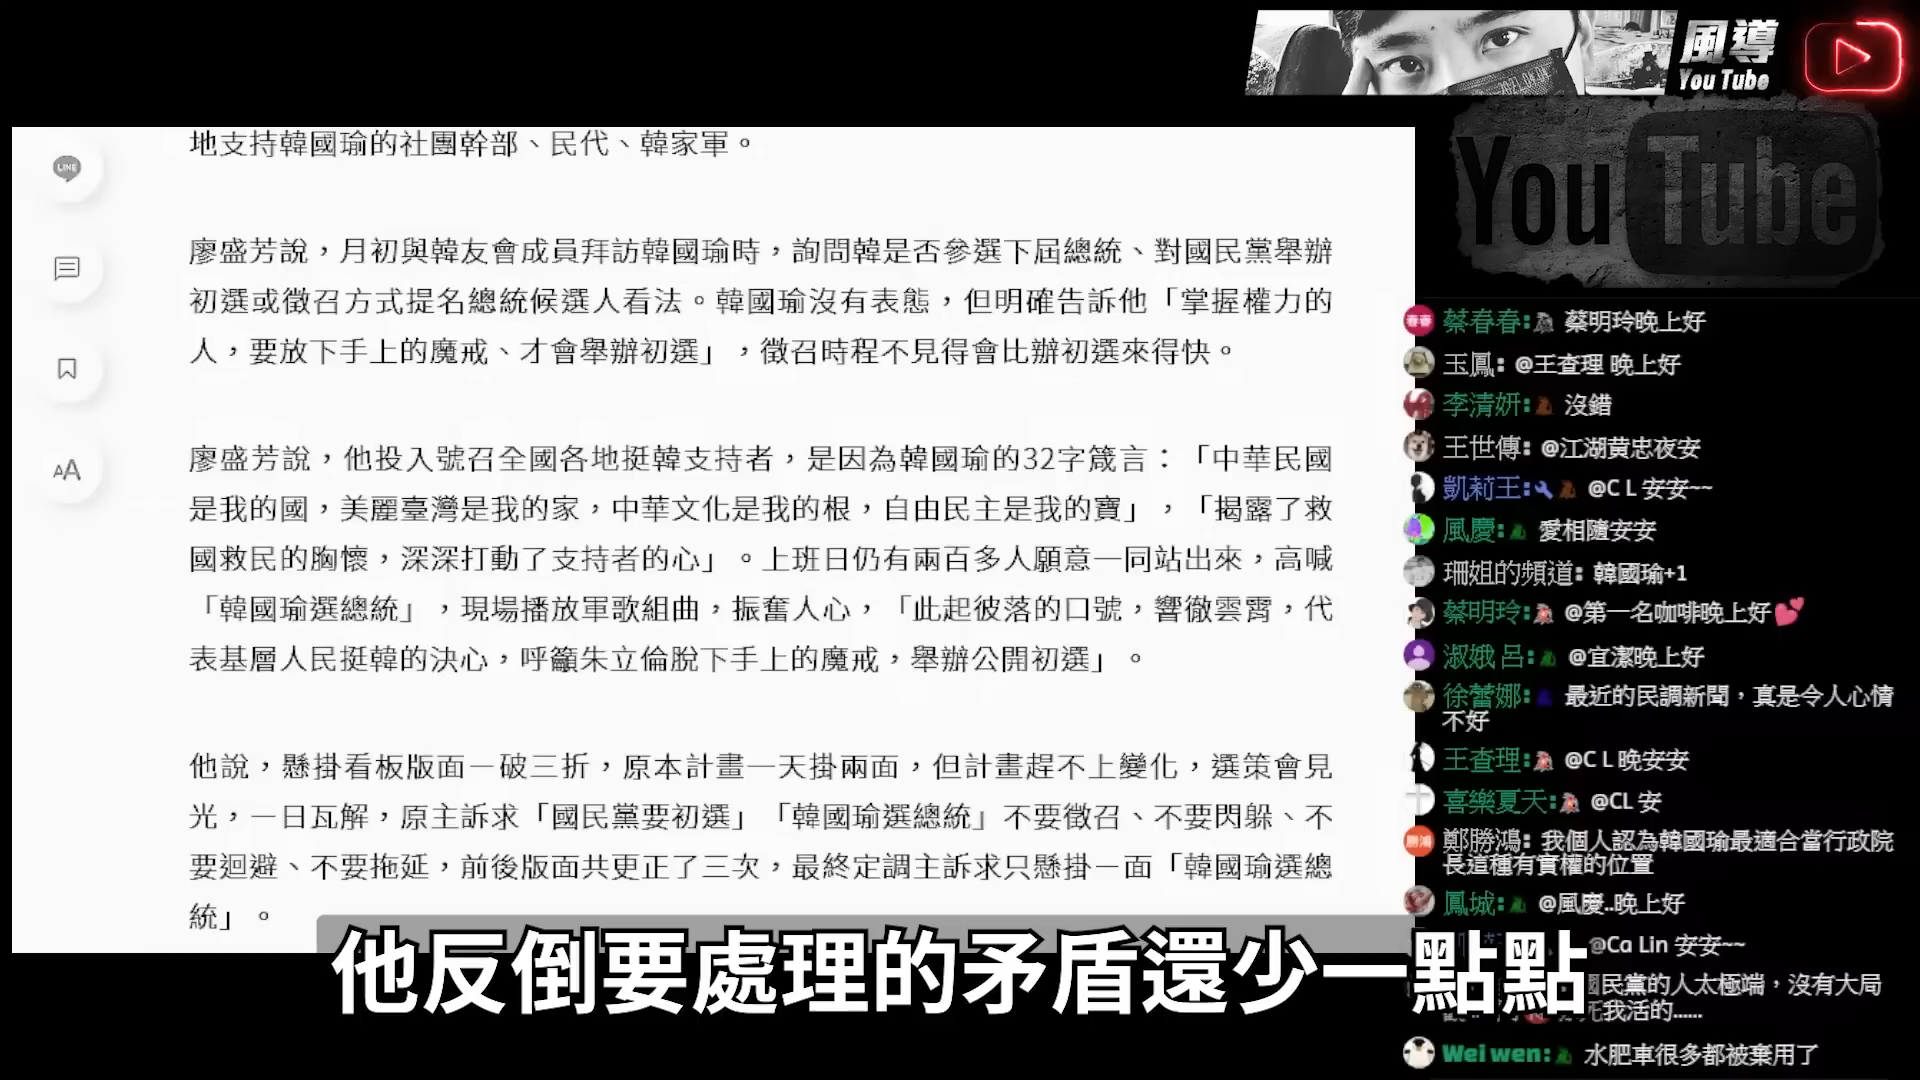 風導
YouTube
2021.04.04
YouTube
地支持韓國瑜的社團幹部、民代、韓家軍。
LINE
廖盛芳說，月初與韓友會成員拜訪韓國瑜時，詢問韓是否參選下屆總統、對國民黨舉辦
初選或徵召方式提名總統候選人看法。韓國瑜沒有表態，但明確告訴他「掌握權力的
人，要放下手上的魔戒、才會舉辦初選」，徵召時程不見得會比辦初選來得快。
AA
廖盛芳說，他投入號召全國各地挺韓支持者，是因為韓國瑜的32字箴言：「中華民國
是我的國，美麗臺灣是我的家，中華文化是我的根，自由民主是我的寶」，「揭露了救
國救民的胸懷，深深打動了支持者的心」。上班日仍有兩百多人願意一同站出來，高喊
「韓國瑜選總統」，現場播放軍歌組曲，振奮人心，「此起彼落的口號，響徹雲霄，代
表基層人民挺韓的決心，呼籲朱立倫脫下手上的魔戒，舉辦公開初選」。
他說，懸掛看板版面一破三折，原本計畫一天掛兩面，但計畫趕不上變化，選策會見
光，一日瓦解，原主訴求「國民黨要初選」「韓國瑜選總統」不要徵召、不要閃躲、不
要迴避、不要拖延，前後版面共更正了三次，最終定調主訴求只懸掛一面「韓國瑜選總
統」。
春春 蔡春春: 蔡明玲晚上好
玉鳳: @王查理 晚上好
李清妍: 沒錯
王世傳: @江湖黃忠夜安
凱莉王: @C L 安安~~
風慶: 愛相隨安安
珊姐的頻道: 韓國瑜+1
蔡明玲: @第一名咖啡晚上好
淑娥 呂: @宜潔晚上好
徐蕾娜: 最近的民調新聞，真是令人心情
不好
王查理: @C L 晚安安
喜樂夏天: @CL 安
勝鴻 鄭勝鴻: 我個人認為韓國瑜最適合當行政院
長這種有實權的位置
鳳城: @風慶..晚上好
@Ca Lin 安安~~
國民黨的人太極端，沒有大局
我活的......
Wei wen: 水肥車很多都被棄用了
他反倒要處理的矛盾還少一點點